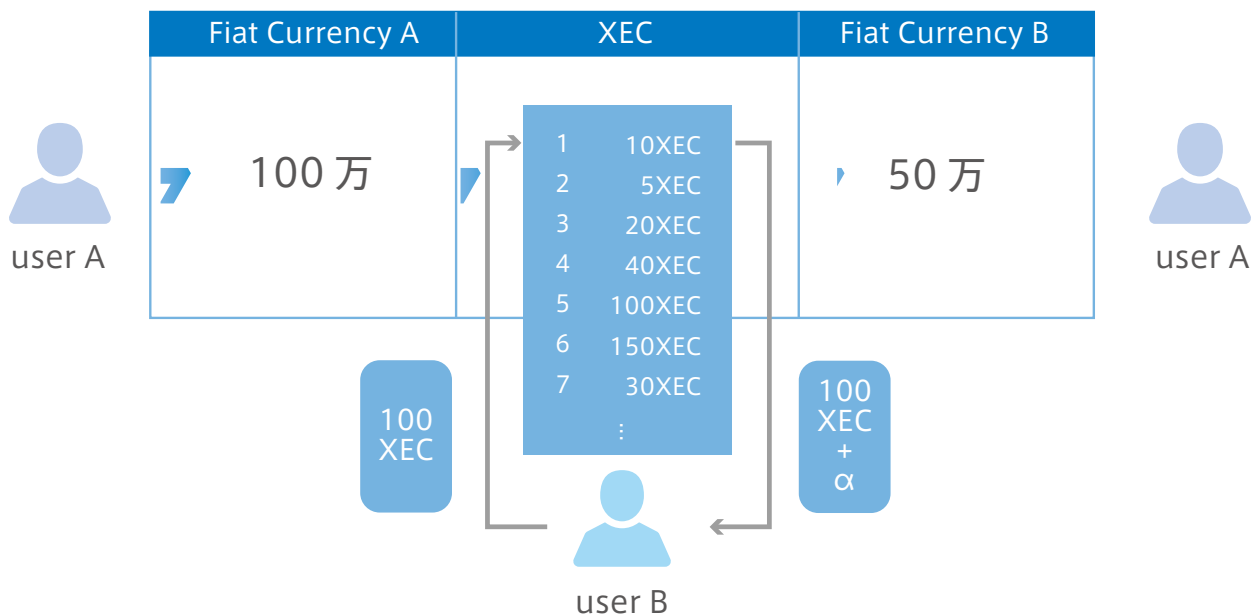 Fiat Currency A XEC Fiat Currency B
100 万
50 万
1 10XEC
2 5XEC
3 20XEC
4 40XEC
5 100XEC
6 150XEC
7 30XEC
⋮
user A
user A
100
XEC
100
XEC
+
α
user B